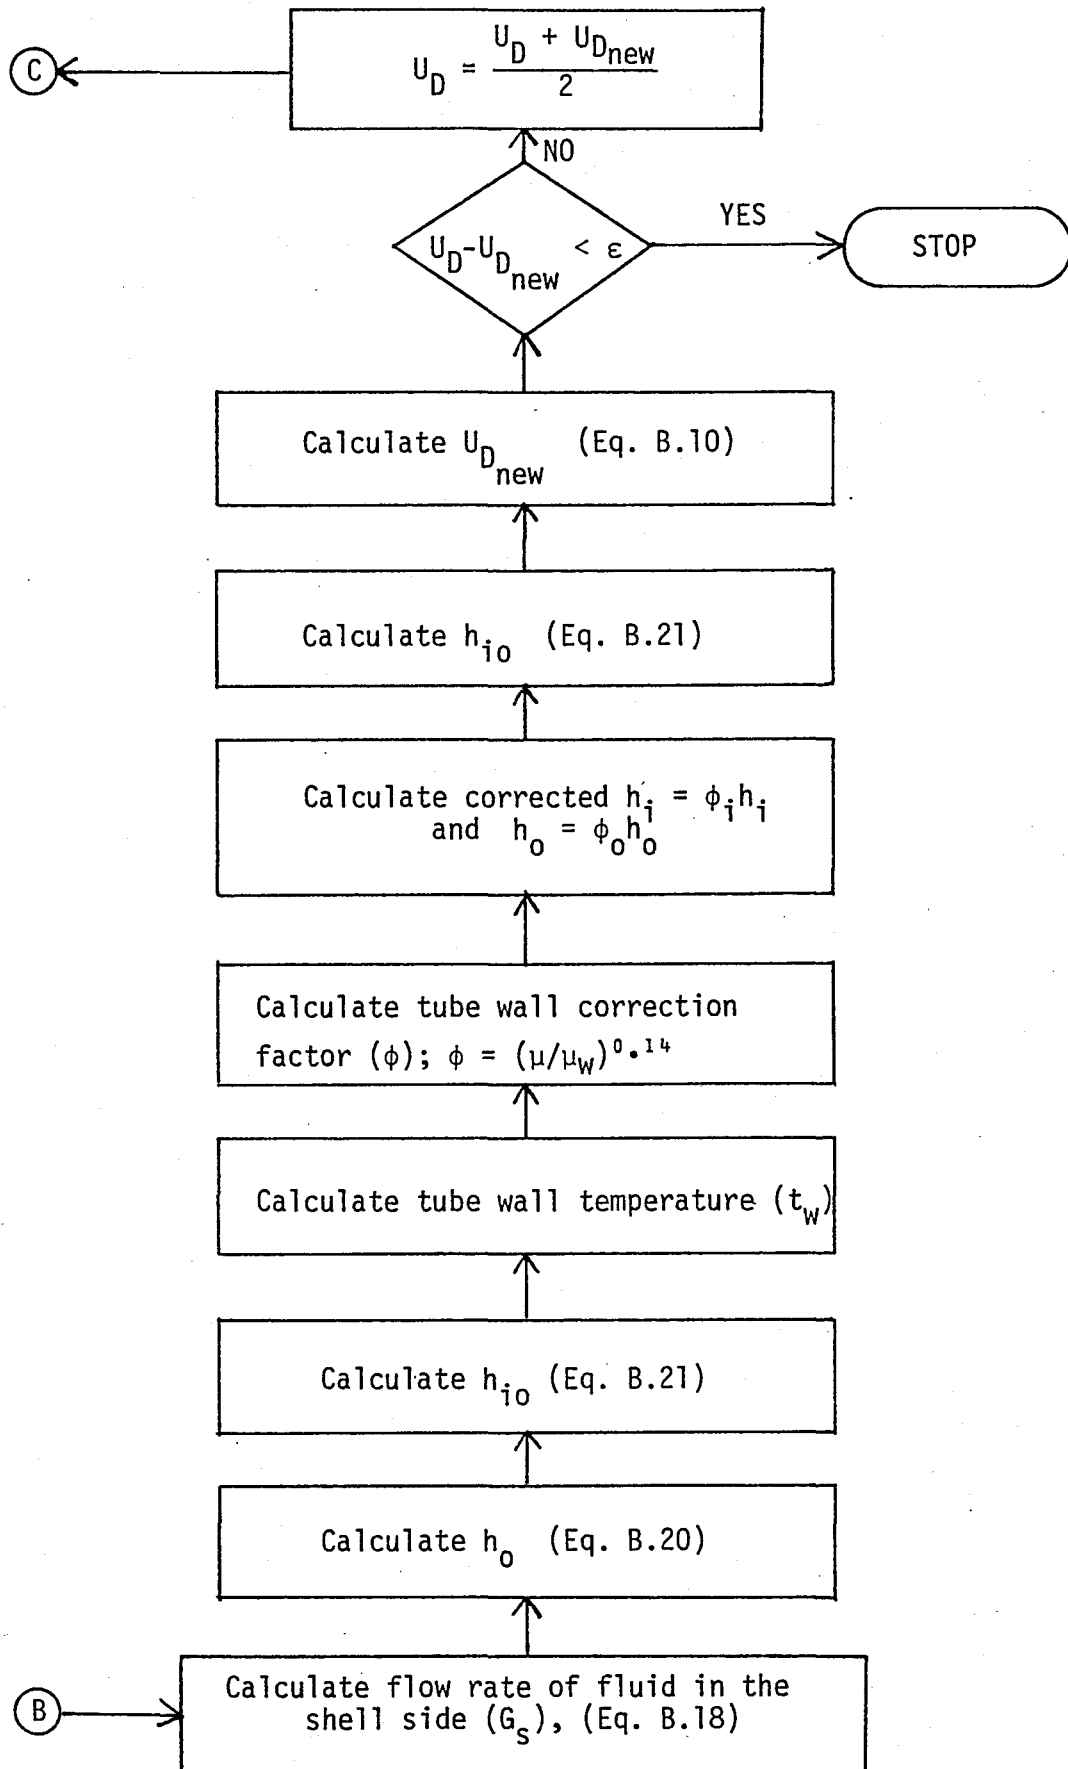 U_D = (U_D + U_Dnew) / 2
C
NO
YES
U_D-U_Dnew < ε
STOP
Calculate U_Dnew (Eq. B.10)
Calculate h_io (Eq. B.21)
Calculate corrected h_i = φ_i h_i
and h_o = φ_o h_o
Calculate tube wall correction
factor (φ); φ = (μ/μ_w)^0.14
Calculate tube wall temperature (t_w)
Calculate h_io (Eq. B.21)
Calculate h_o (Eq. B.20)
Calculate flow rate of fluid in the
B
shell side (G_s), (Eq. B.18)